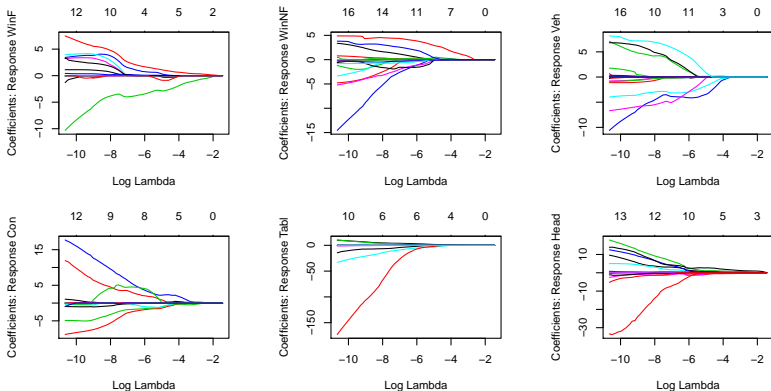 12 10 8 5 2
Coefficients: Response WinF
5
0
−5
−10
−10 −8 −6 −4 −2
Log Lambda
16 14 11 7 0
Coefficients: Response WinNF
5
0
−5
−15
−10 −8 −6 −4 −2
Log Lambda
16 10 11 3 0
Coefficients: Response Veh
5
0
−10
−10 −8 −6 −4 −2
Log Lambda
12 9 8 5 0
Coefficients: Response Con
15
5
−5
−10 −8 −6 −4 −2
Log Lambda
10 6 6 4 0
Coefficients: Response Tabl
0
−50
−150
−10 −8 −6 −4 −2
Log Lambda
13 12 10 5 3
Coefficients: Response Head
10
0
−10
−30
−10 −8 −6 −4 −2
Log Lambda